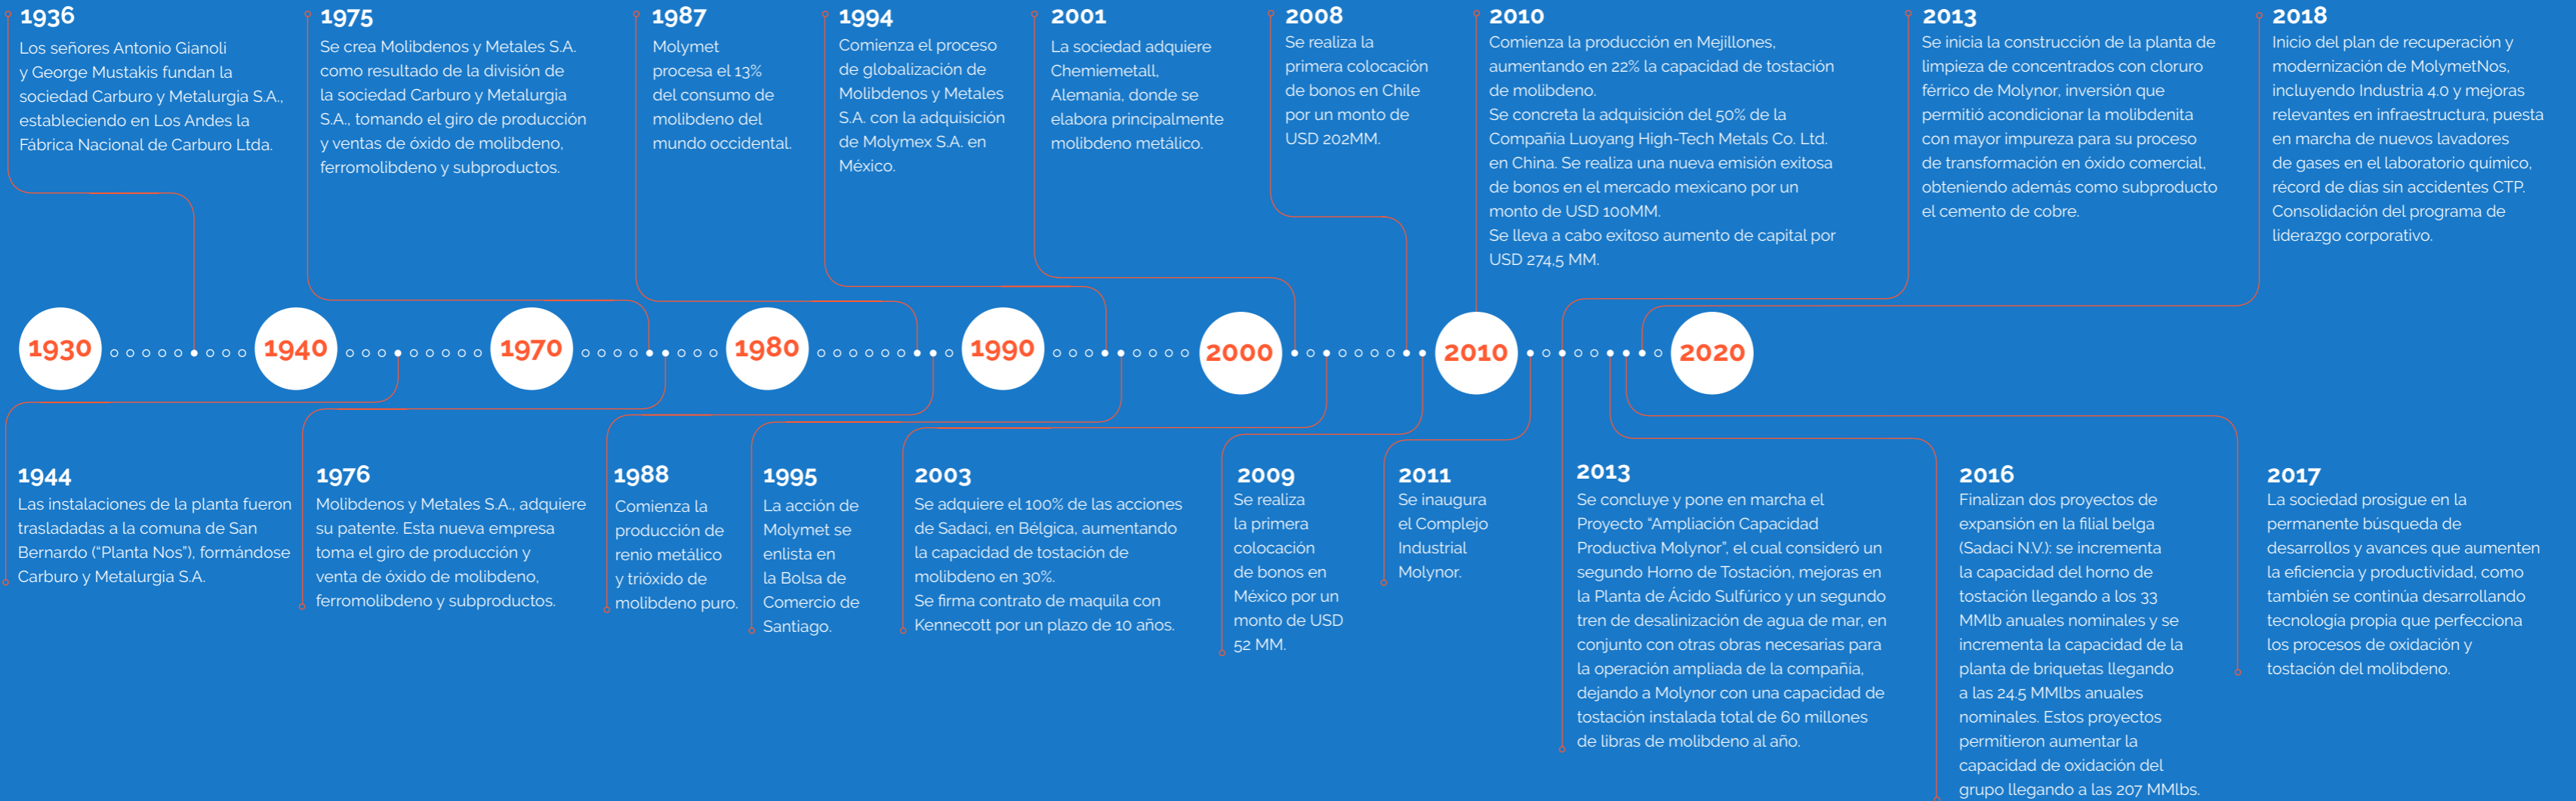 1936
Los señores Antonio Gianoli
y George Mustakis fundan la
sociedad Carburo y Metalurgia S.A.,
estableciendo en Los Andes la
Fábrica Nacional de Carburo Ltda.
1975
Se crea Molibdenos y Metales S.A.
como resultado de la división de
la sociedad Carburo y Metalurgia
S.A., tomando el giro de producción
y ventas de óxido de molibdeno,
ferromolibdeno y subproductos.
1987
Molymet
procesa el 13%
del consumo de
molibdeno del
mundo occidental.
1994
Comienza el proceso
de globalización de
Molibdenos y Metales
S.A. con la adquisición
de Molymex S.A. en
México.
2001
La sociedad adquiere
Chemiemetall,
Alemania, donde se
elabora principalmente
molibdeno metálico.
2008
Se realiza la
primera colocación
de bonos en Chile
por un monto de
USD 202MM.
2010
Comienza la producción en Mejillones,
aumentando en 22% la capacidad de tostación
de molibdeno.
Se concreta la adquisición del 50% de la
Compañia Luoyang High-Tech Metals Co. Ltd.
en China. Se realiza una nueva emisión exitosa
de bonos en el mercado mexicano por un
monto de USD 100MM.
Se lleva a cabo exitoso aumento de capital por
USD 274,5 MM.
2013
Se inicia la construcción de la planta de
limpieza de concentrados con cloruro
férrico de Molynor, inversión que
permitió acondicionar la molibdenita
con mayor impureza para su proceso
de transformación en óxido comercial,
obteniendo además como subproducto
el cemento de cobre.
2018
Inicio del plan de recuperación y
modernización de MolymetNos,
incluyendo Industria 4.0 y mejoras
relevantes en infraestructura, puesta
en marcha de nuevos lavadores
de gases en el laboratorio químico,
récord de días sin accidentes CTP.
Consolidación del programa de
liderazgo corporativo.
1930
1940
1970
1980
1990
2000
2010
2020
1944
Las instalaciones de la planta fueron
trasladadas a la comuna de San
Bernardo ("Planta Nos"), formándose
Carburo y Metalurgia S.A.
1976
Molibdenos y Metales S.A., adquiere
su patente. Esta nueva empresa
toma el giro de producción y
venta de óxido de molibdeno,
ferromolibdeno y subproductos.
1988
Comienza la
producción de
renio metálico
y trióxido de
molibdeno puro.
1995
La acción de
Molymet se
enlista en
la Bolsa de
Comercio de
Santiago.
2003
Se adquiere el 100% de las acciones
de Sadaci, en Bélgica, aumentando
la capacidad de tostación de
molibdeno en 30%.
Se firma contrato de maquila con
Kennecott por un plazo de 10 años.
2009
Se realiza
la primera
colocación
de bonos en
México por un
monto de USD
52 MM.
2011
Se inaugura
el Complejo
Industrial
Molynor.
2013
Se concluye y pone en marcha el
Proyecto “Ampliación Capacidad
Productiva Molynor”, el cual consideró un
segundo Horno de Tostación, mejoras en
la Planta de Ácido Sulfúrico y un segundo
tren de desalinización de agua de mar, en
conjunto con otras obras necesarias para
la operación ampliada de la compañía,
dejando a Molynor con una capacidad de
tostación instalada total de 60 millones
de libras de molibdeno al año.
2016
Finalizan dos proyectos de
expansión en la filial belga
(Sadaci N.V.): se incrementa
la capacidad del horno de
tostación llegando a los 33
MMlb anuales nominales y se
incrementa la capacidad de la
planta de briquetas llegando
a las 24.5 MMlbs anuales
nominales. Estos proyectos
permitieron aumentar la
capacidad de oxidación del
grupo llegando a las 207 MMlbs.
2017
La sociedad prosigue en la
permanente búsqueda de
desarrollos y avances que aumenten
la eficiencia y productividad, como
también se continúa desarrollando
tecnología propia que perfecciona
los procesos de oxidación y
tostación del molibdeno.